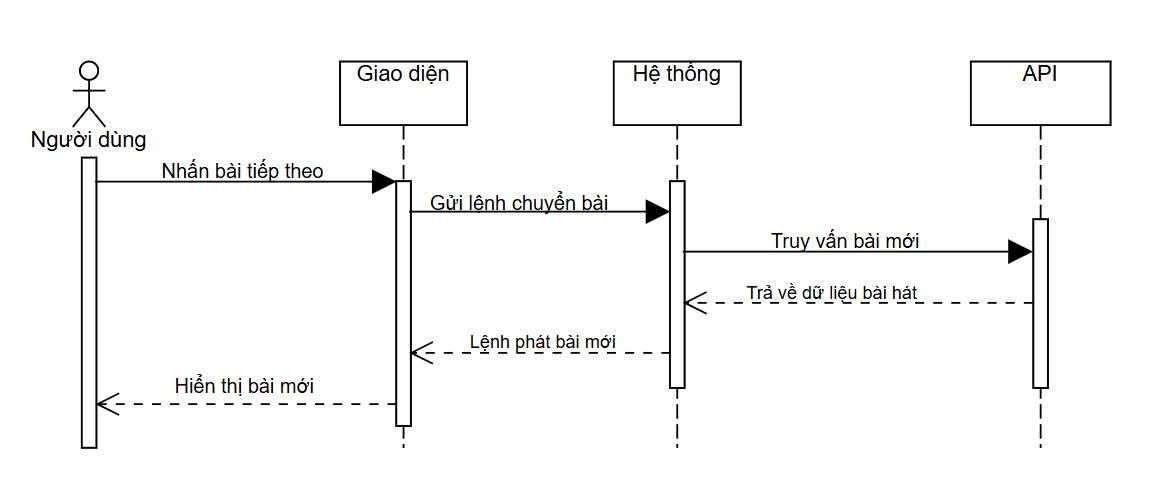 Giao diện
Hệ thống
API
Người dùng
Nhấn bài tiếp theo
Gửi lệnh chuyển bài
Truy vấn bài mới
Trả về dữ liệu bài hát
Lệnh phát bài mới
Hiển thị bài mới